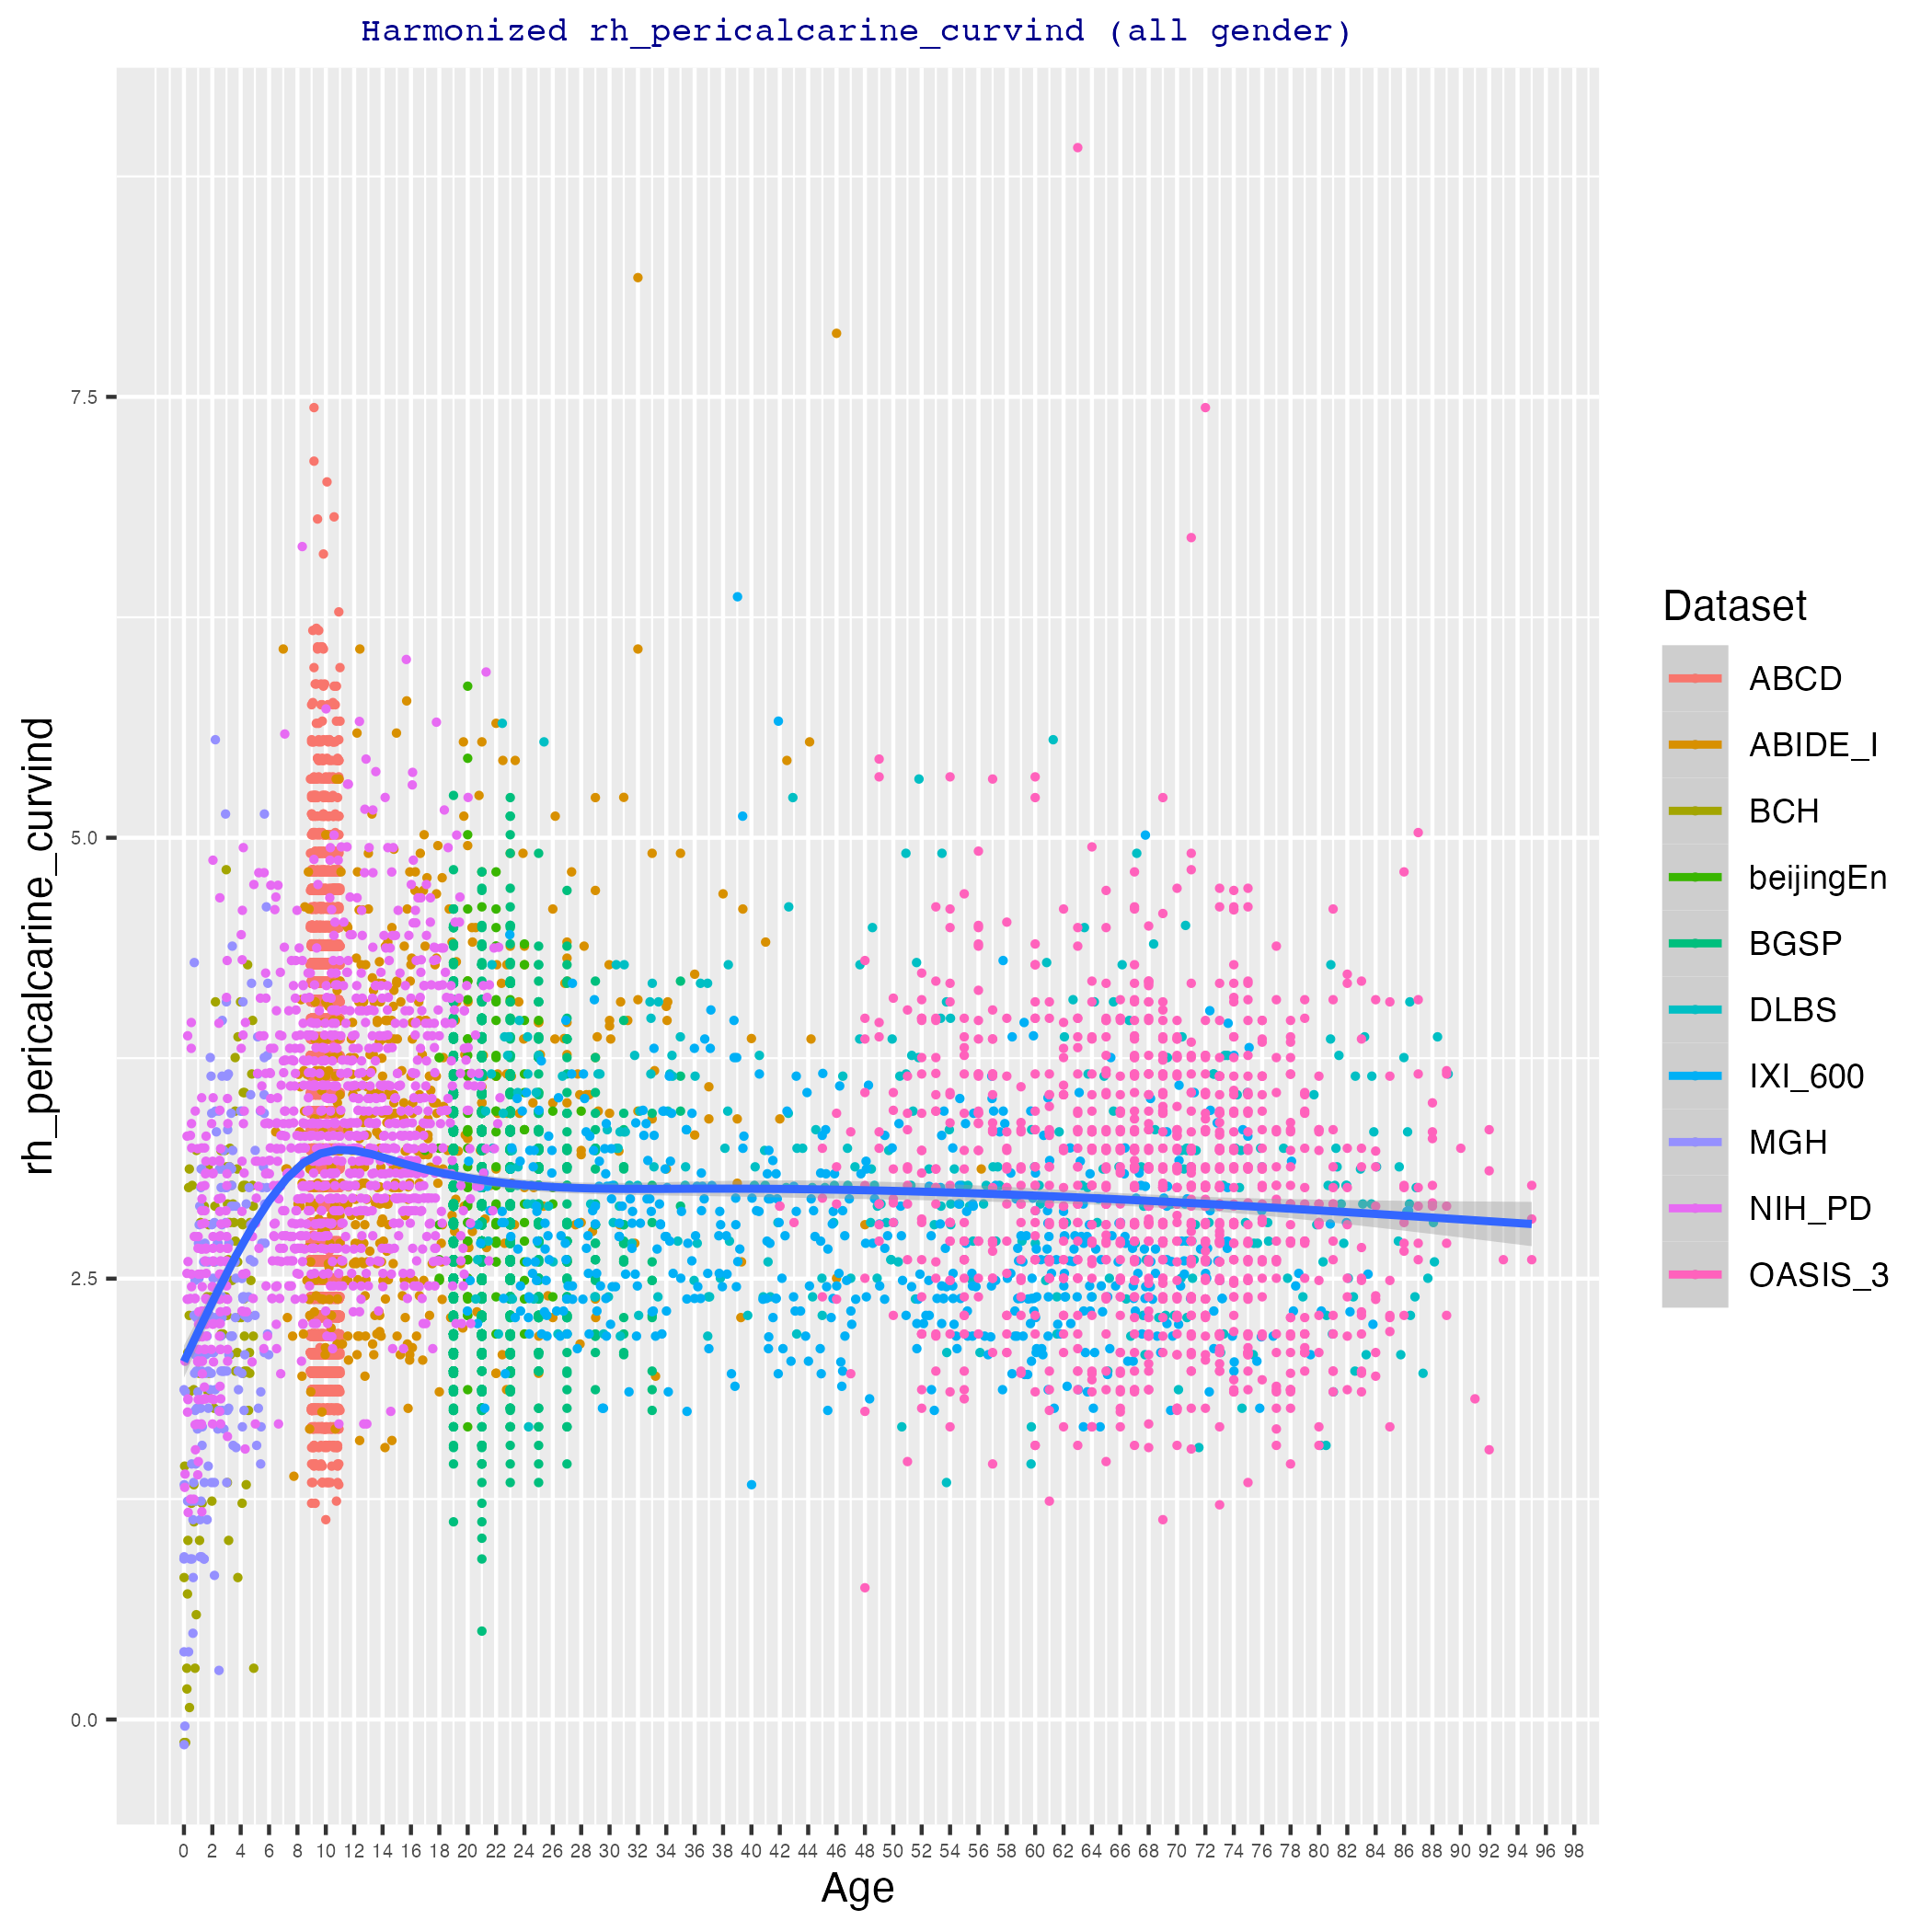 Harmonized rh_pericalcarine_curvind (all gender)
rh_pericalcarine_curvind
7.5
5.0
2.5
0.0
0 2 4 6 8 10 12 14 16 18 20 22 24 26 28 30 32 34 36 38 40 42 44 46 48 50 52 54 56 58 60 62 64 66 68 70 72 74 76 78 80 82 84 86 88 90 92 94 96 98
Age
Dataset
ABCD
ABIDE_I
BCH
beijingEn
BGSP
DLBS
IXI_600
MGH
NIH_PD
OASIS_3